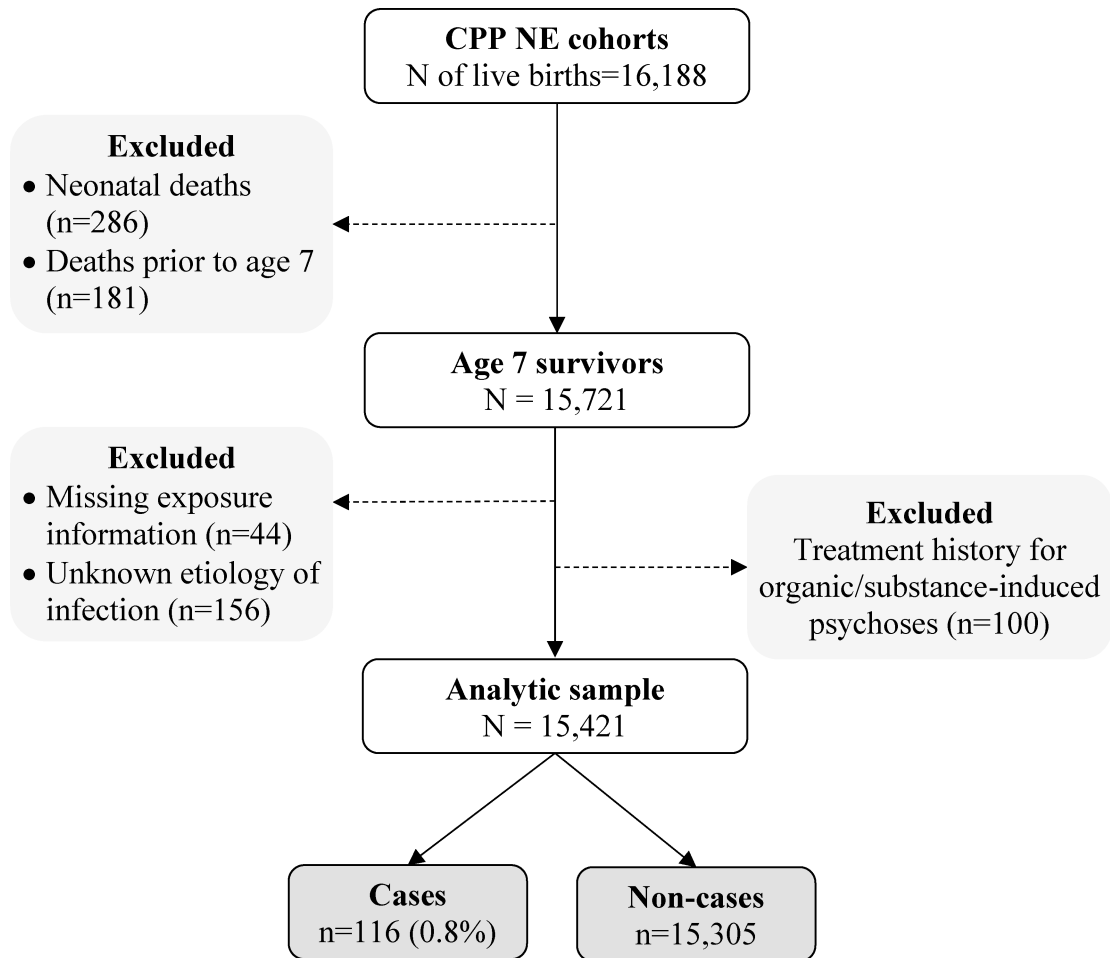 CPP NE cohorts
N of live births=16,188
Excluded
• Neonatal deaths
(n=286)
• Deaths prior to age 7
(n=181)
Age 7 survivors
N = 15,721
Excluded
• Missing exposure
information (n=44)
• Unknown etiology of
infection (n=156)
Excluded
Treatment history for
organic/substance-induced
psychoses (n=100)
Analytic sample
N = 15,421
Cases
n=116 (0.8%)
Non-cases
n=15,305